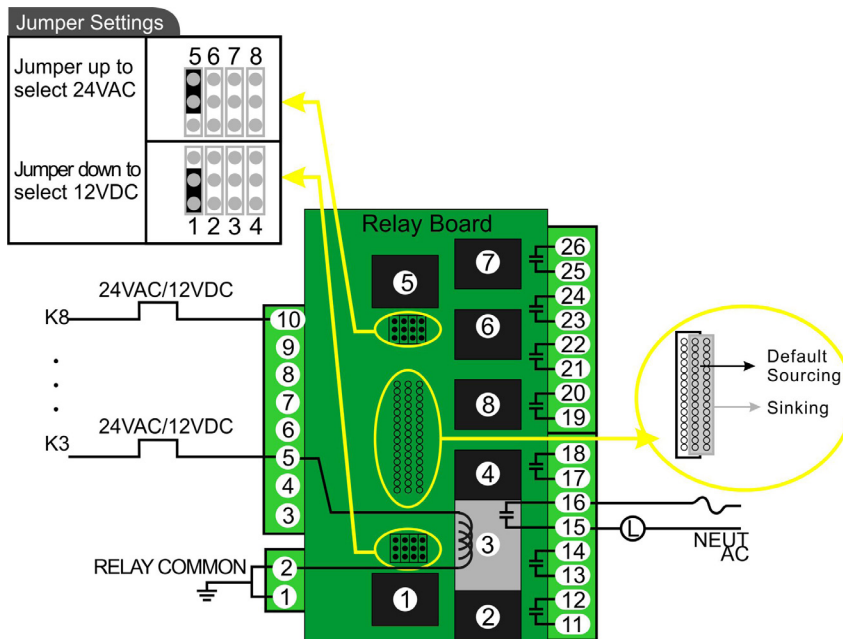 Jumper Settings
Jumper up to
select 24VAC
5 6 7 8
Jumper down to
select 12VDC
1 2 3 4
Relay Board
5
7
6
8
4
3
1
2
24VAC/12VDC
K8
24VAC/12VDC
K3
10
9
8
7
6
5
4
3
RELAY COMMON
2
1
26
25
24
23
22
21
20
19
18
17
16
15
14
13
12
11
Default
Sourcing
Sinking
L
NEUT
AC